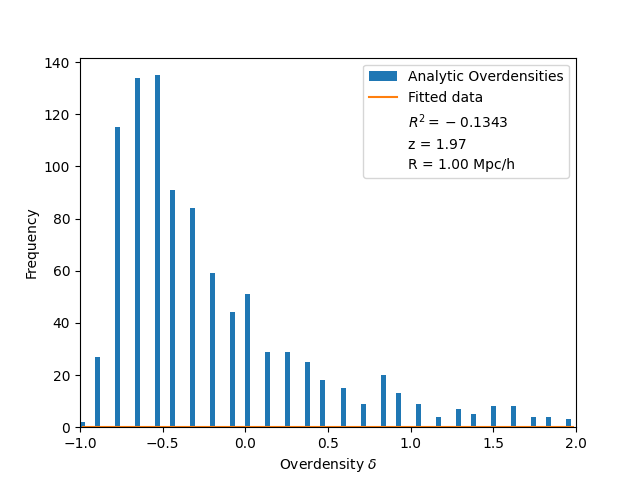 140
120
100
80
60
40
20
0
Frequency
Analytic Overdensities
Fitted data
R² = − 0.1343
z = 1.97
R = 1.00 Mpc/h
−1.0 −0.5 0.0 0.5 1.0 1.5 2.0
Overdensity δ